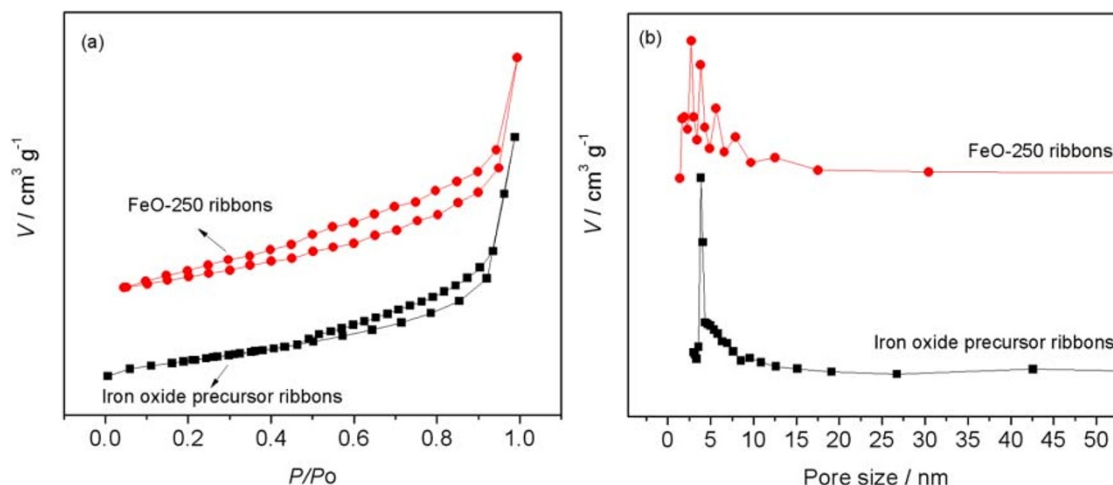 (a)
V / cm³ g⁻¹
FeO-250 ribbons
Iron oxide precursor ribbons
0.0 0.2 0.4 0.6 0.8 1.0
P/Po
(b)
V / cm³ g⁻¹
FeO-250 ribbons
Iron oxide precursor ribbons
0 5 10 15 20 25 30 35 40 45 50
Pore size / nm